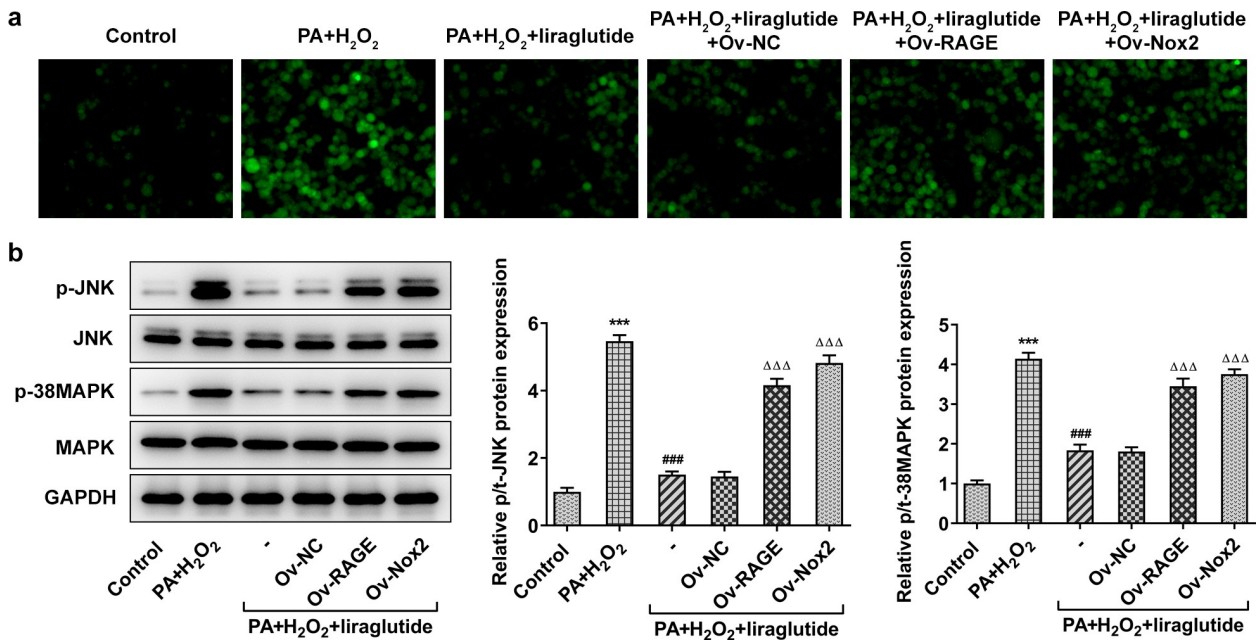 a
Control
PA+H₂O₂
PA+H₂O₂+liraglutide
PA+H₂O₂+liraglutide
+Ov-NC
PA+H₂O₂+liraglutide
+Ov-RAGE
PA+H₂O₂+liraglutide
+Ov-Nox2
b
p-JNK
JNK
p-38MAPK
MAPK
GAPDH
Control
PA+H₂O₂
-
Ov-NC
Ov-RAGE
Ov-Nox2
PA+H₂O₂+liraglutide
Relative p/t-JNK protein expression
6
4
2
0
***
###
ΔΔΔ
ΔΔΔ
Control
PA+H₂O₂
-
Ov-NC
Ov-RAGE
Ov-Nox2
PA+H₂O₂+liraglutide
Relative p/t-38MAPK protein expression
5
4
3
2
1
0
***
###
ΔΔΔ
ΔΔΔ
Control
PA+H₂O₂
-
Ov-NC
Ov-RAGE
Ov-Nox2
PA+H₂O₂+liraglutide